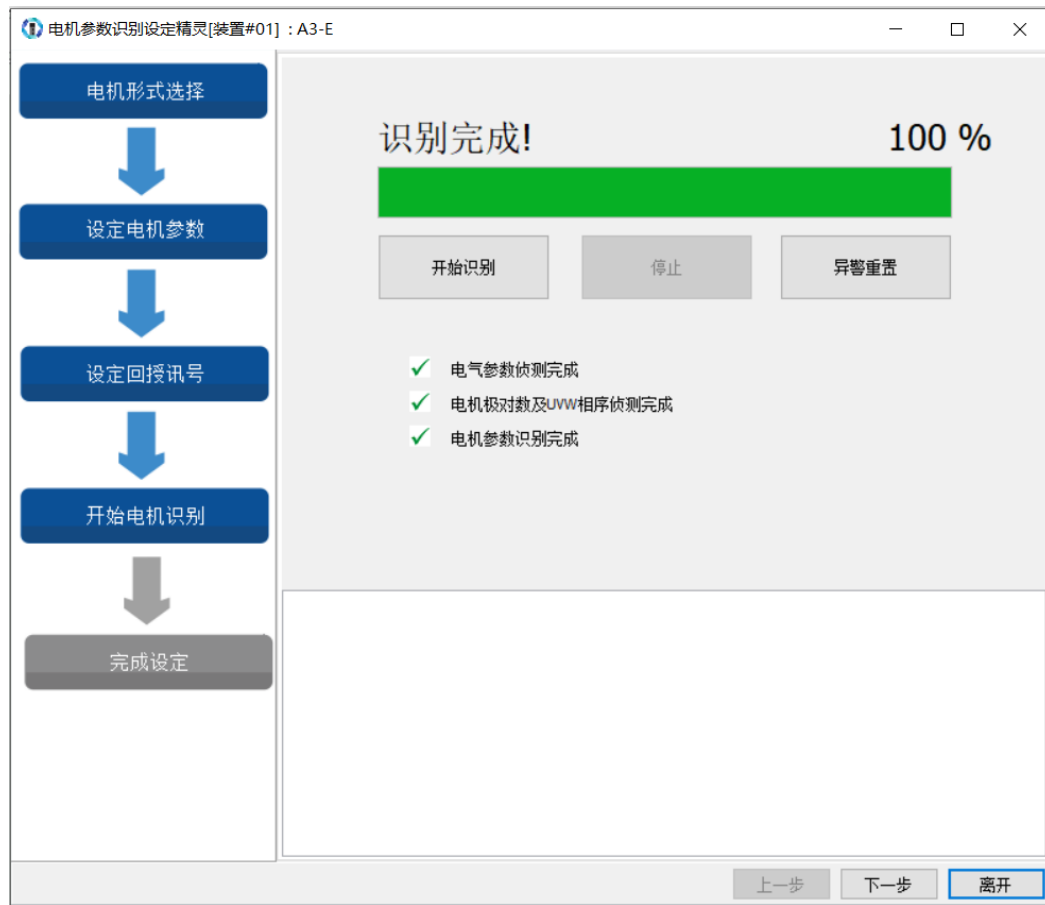 电机参数识别设定精灵[装置#01] : A3-E
电机形式选择
设定电机参数
设定回授讯号
开始电机识别
完成设定
识别完成! 100 %
开始识别 停止 异警重置
电气参数侦测完成
电机极对数及UVW相序侦测完成
电机参数识别完成
上一步 下一步 离开